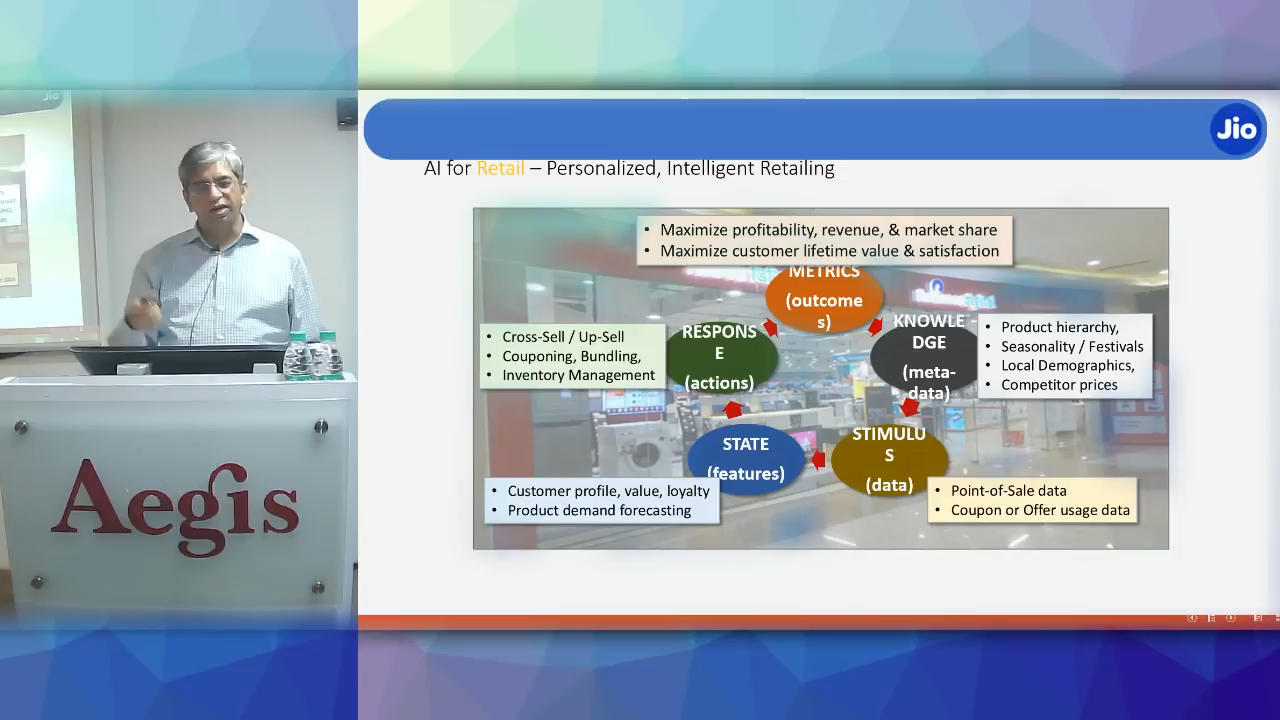 Jio
Jio
AI for Retail – Personalized, Intelligent Retailing
• Maximize profitability, revenue, & market share
• Maximize customer lifetime value & satisfaction
METRICS
(outcome
s)
RESPONS
E
(actions)
• Cross-Sell / Up-Sell
• Couponing, Bundling,
• Inventory Management
KNOWLE -
DGE
(meta-
data)
• Product hierarchy,
• Seasonality / Festivals
• Local Demographics,
• Competitor prices
STATE
(features)
• Customer profile, value, loyalty
• Product demand forecasting
STIMULU
S
(data)
• Point-of-Sale data
• Coupon or Offer usage data
Aegis